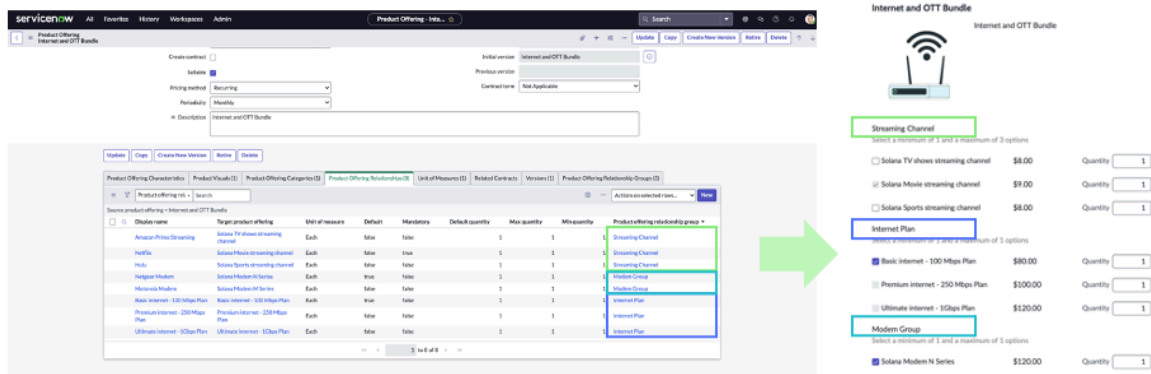 servicenow All Favorites History Workspaces Admin Product Offering - Inte... Search
Product Offering
Internet and OTT Bundle
Update Copy Create New Version Retire Delete
Create contract Initial version Internet and OTT Bundle
Sellable Previous version
Pricing method Recurring Contract term Not Applicable
Periodicity Monthly
Description Internet and OTT Bundle
Update Copy Create New Version Retire Delete
Product Offering Characteristics Product Visuals (1) Product Offering Categories (1) Product Offering Relationships (8) Unit of Measures (1) Related Contracts Versions (1) Product Offering Relationship Groups (3)
Product offering rel... Search Actions on selected rows... New
Source product offering = Internet and OTT Bundle
Display name Target product offering Unit of measure Default Mandatory Default quantity Max quantity Min quantity Product offering relationship group
Amazon Prime Streaming Solana TV shows streaming channel Each false false 1 1 1 Streaming Channel
Netflix Solana Movie streaming channel Each false true 1 1 1 Streaming Channel
Hulu Solana Sports streaming channel Each false false 1 1 1 Streaming Channel
Netgear Modem Solana Modem N Series Each true false 1 1 1 Modem Group
Motorola Modem Solana Modem M Series Each false false 1 1 1 Modem Group
Basic internet - 100 Mbps Plan Basic internet - 100 Mbps Plan Each true false 1 1 1 Internet Plan
Premium internet - 250 Mbps Plan Premium internet - 250 Mbps Plan Each false false 1 1 1 Internet Plan
Ultimate internet - 1Gbps Plan Ultimate internet - 1Gbps Plan Each false false 1 1 1 Internet Plan
1 to 8 of 8
Internet and OTT Bundle
Internet and OTT Bundle
Streaming Channel
Select a minimum of 1 and a maximum of 3 options
Solana TV shows streaming channel $8.00 Quantity 1
Solana Movie streaming channel $9.00 Quantity 1
Solana Sports streaming channel $8.00 Quantity 1
Internet Plan
Select a minimum of 1 and a maximum of 1 options
Basic internet - 100 Mbps Plan $80.00 Quantity 1
Premium internet - 250 Mbps Plan $100.00 Quantity 1
Ultimate internet - 1Gbps Plan $120.00 Quantity 1
Modem Group
Select a minimum of 1 and a maximum of 1 options
Solana Modem N Series $120.00 Quantity 1